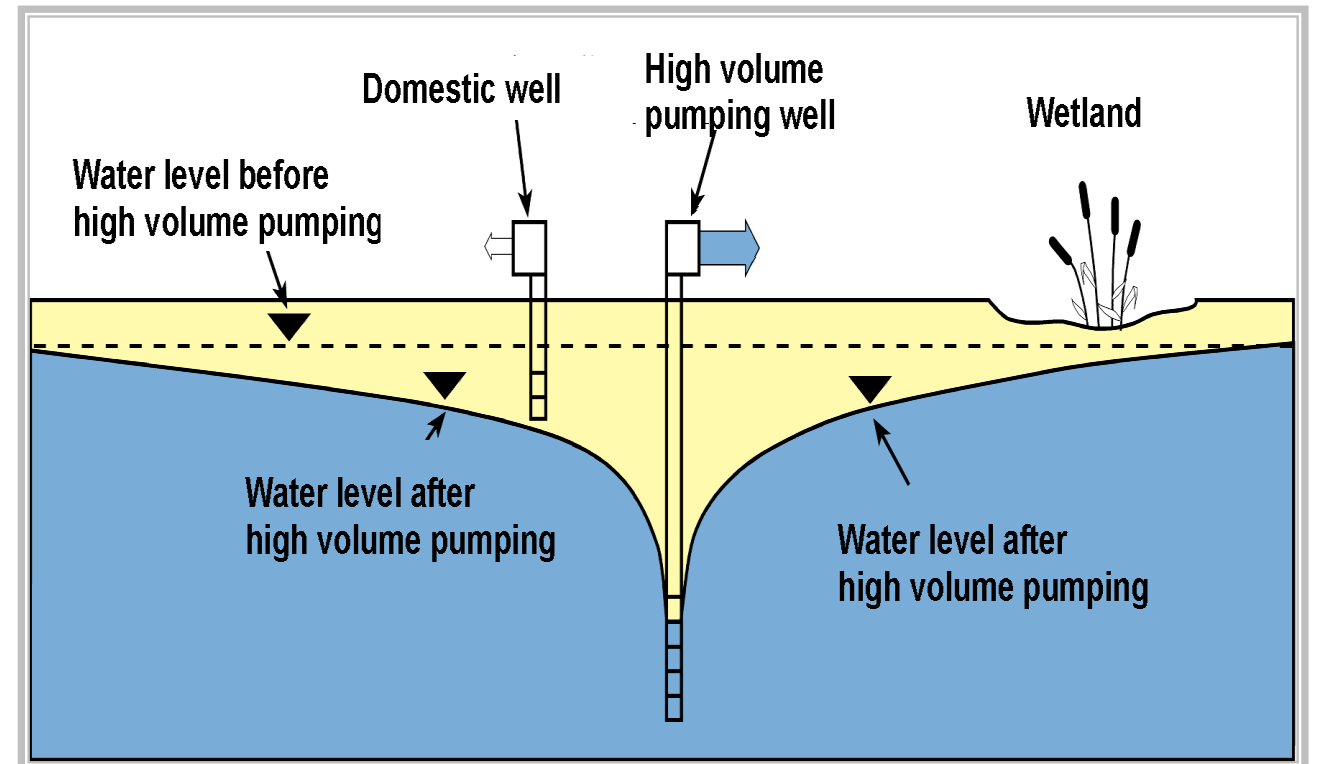 Domestic well
High volume
pumping well
Wetland
Water level before
high volume pumping
Water level after
high volume pumping
Water level after
high volume pumping